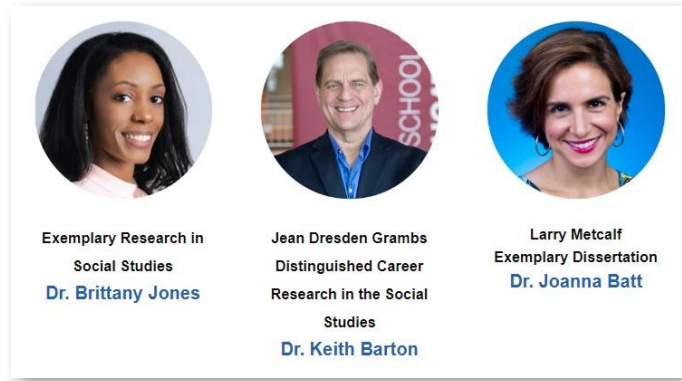 SCHOOL
Exemplary Research in
Social Studies
Dr. Brittany Jones
Jean Dresden Grambs
Distinguished Career
Research in the Social
Studies
Dr. Keith Barton
Larry Metcalf
Exemplary Dissertation
Dr. Joanna Batt